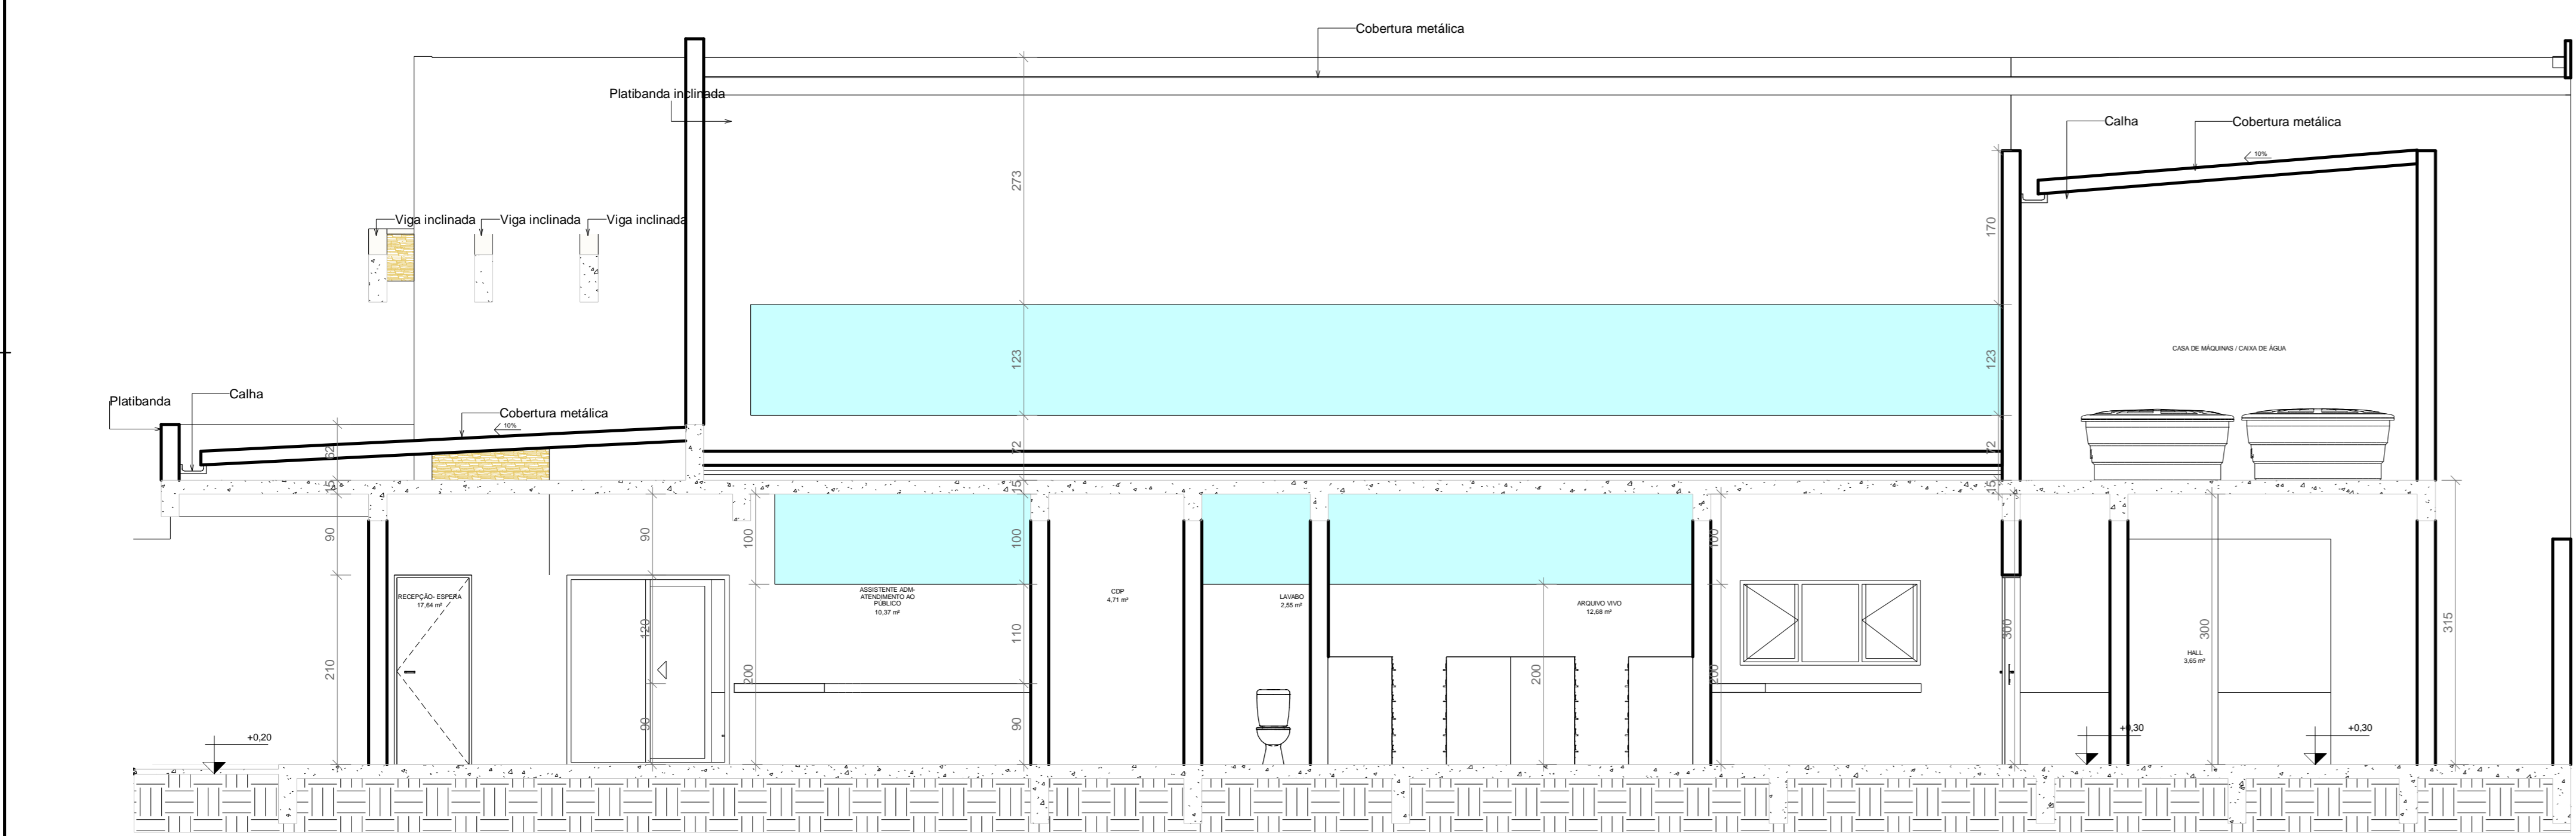 Cobertura metálica
Platibanda inclinada
Calha
Cobertura metálica
10%
273
170
Viga inclinada
Viga inclinada
Viga inclinada
123
123
CASA DE MÁQUINAS / CAIXA DE ÁGUA
Platibanda
Calha
Cobertura metálica
10%
62
15
15
15
90
90
100
100
100
RECEPÇÃO- ESPERA
17,64 m²
ASSISTENTE ADM-
ATENDIMENTO AO
PÚBLICO
10,37 m²
CDP
4,71 m²
LAVABO
2,55 m²
ARQUIVO VIVO
12,68 m²
210
120
110
200
200
200
300
300
315
HALL
3,65 m²
90
90
+0,20
+0,30
+0,30